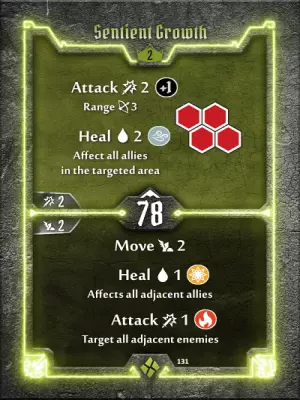 Sentient Growth
2
Attack 2 +1
Range 3
Heal 2
Affect all allies
in the targeted area
2
78
2
Move 2
Heal 1
Affects all adjacent allies
Attack 1
Target all adjacent enemies
131